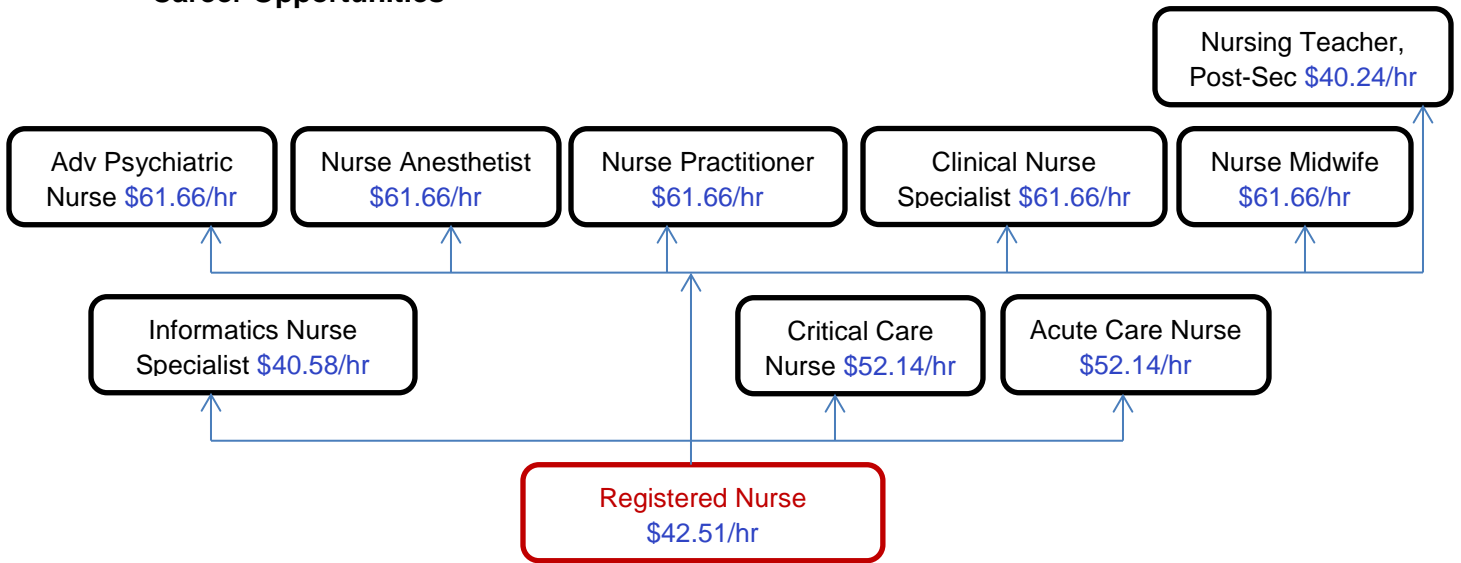 Career Opportunities
Nursing Teacher,
Post-Sec $40.24/hr
Adv Psychiatric
Nurse $61.66/hr
Nurse Anesthetist
$61.66/hr
Nurse Practitioner
$61.66/hr
Clinical Nurse
Specialist $61.66/hr
Nurse Midwife
$61.66/hr
Informatics Nurse
Specialist $40.58/hr
Critical Care
Nurse $52.14/hr
Acute Care Nurse
$52.14/hr
Registered Nurse
$42.51/hr